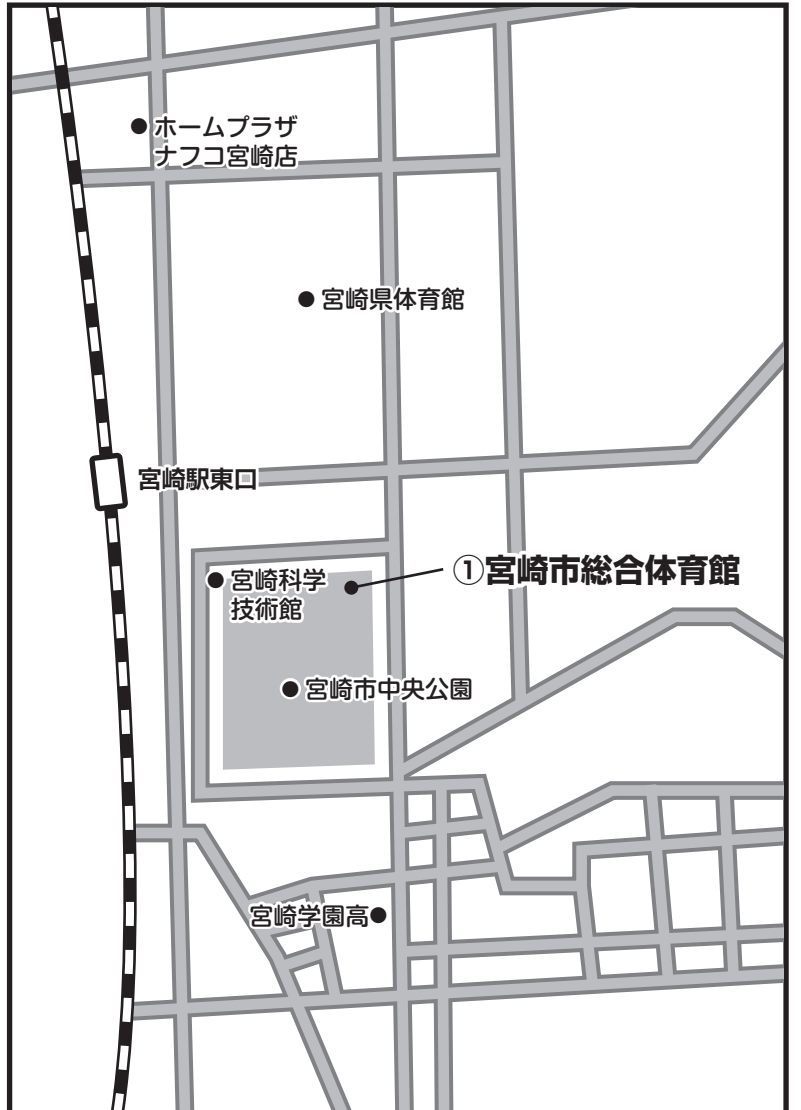 ホームプラザ
ナフコ宮崎店
宮崎県体育館
宮崎駅東口
①宮崎市総合体育館
宮崎科学
技術館
宮崎市中央公園
宮崎学園高